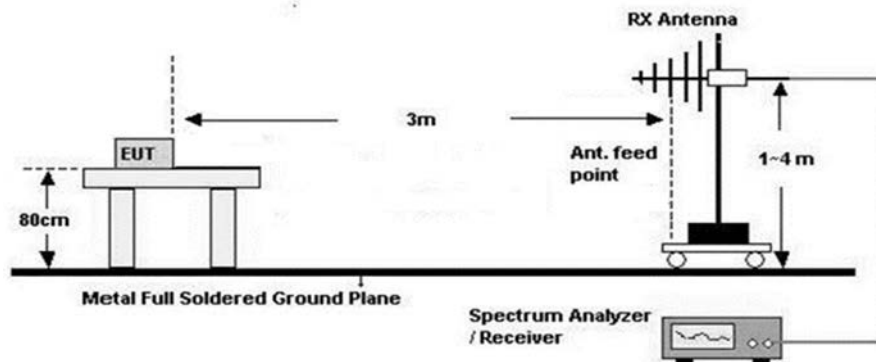 RX Antenna
3m
EUT
Ant. feed
point
1~4 m
80cm
Metal Full Soldered Ground Plane
Spectrum Analyzer
/ Receiver